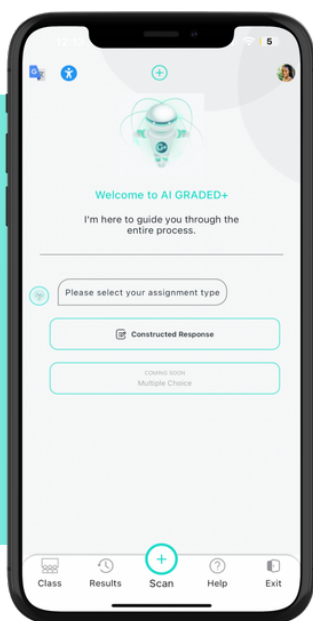 5
Welcome to AI GRADED+
I'm here to guide you through the
entire process.
Please select your assignment type
Constructed Response
COMING SOON
Multiple Choice
Class Results Scan Help Exit